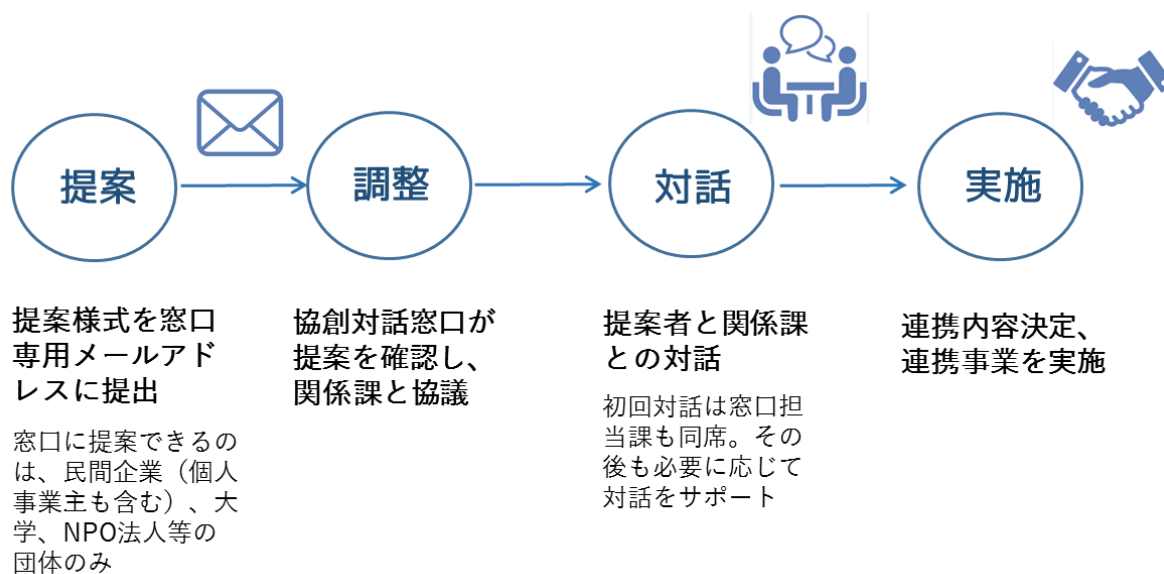 提案
調整
対話
実施
提案様式を窓口
専用メールアド
レスに提出
窓口に提案できるの
は、民間企業（個人
事業主も含む）、大
学、NPO法人等の
団体のみ
協創対話窓口が
提案を確認し、
関係課と協議
提案者と関係課
との対話
初回対話は窓口担
当課も同席。その
後も必要に応じて
対話をサポート
連携内容決定、
連携事業を実施